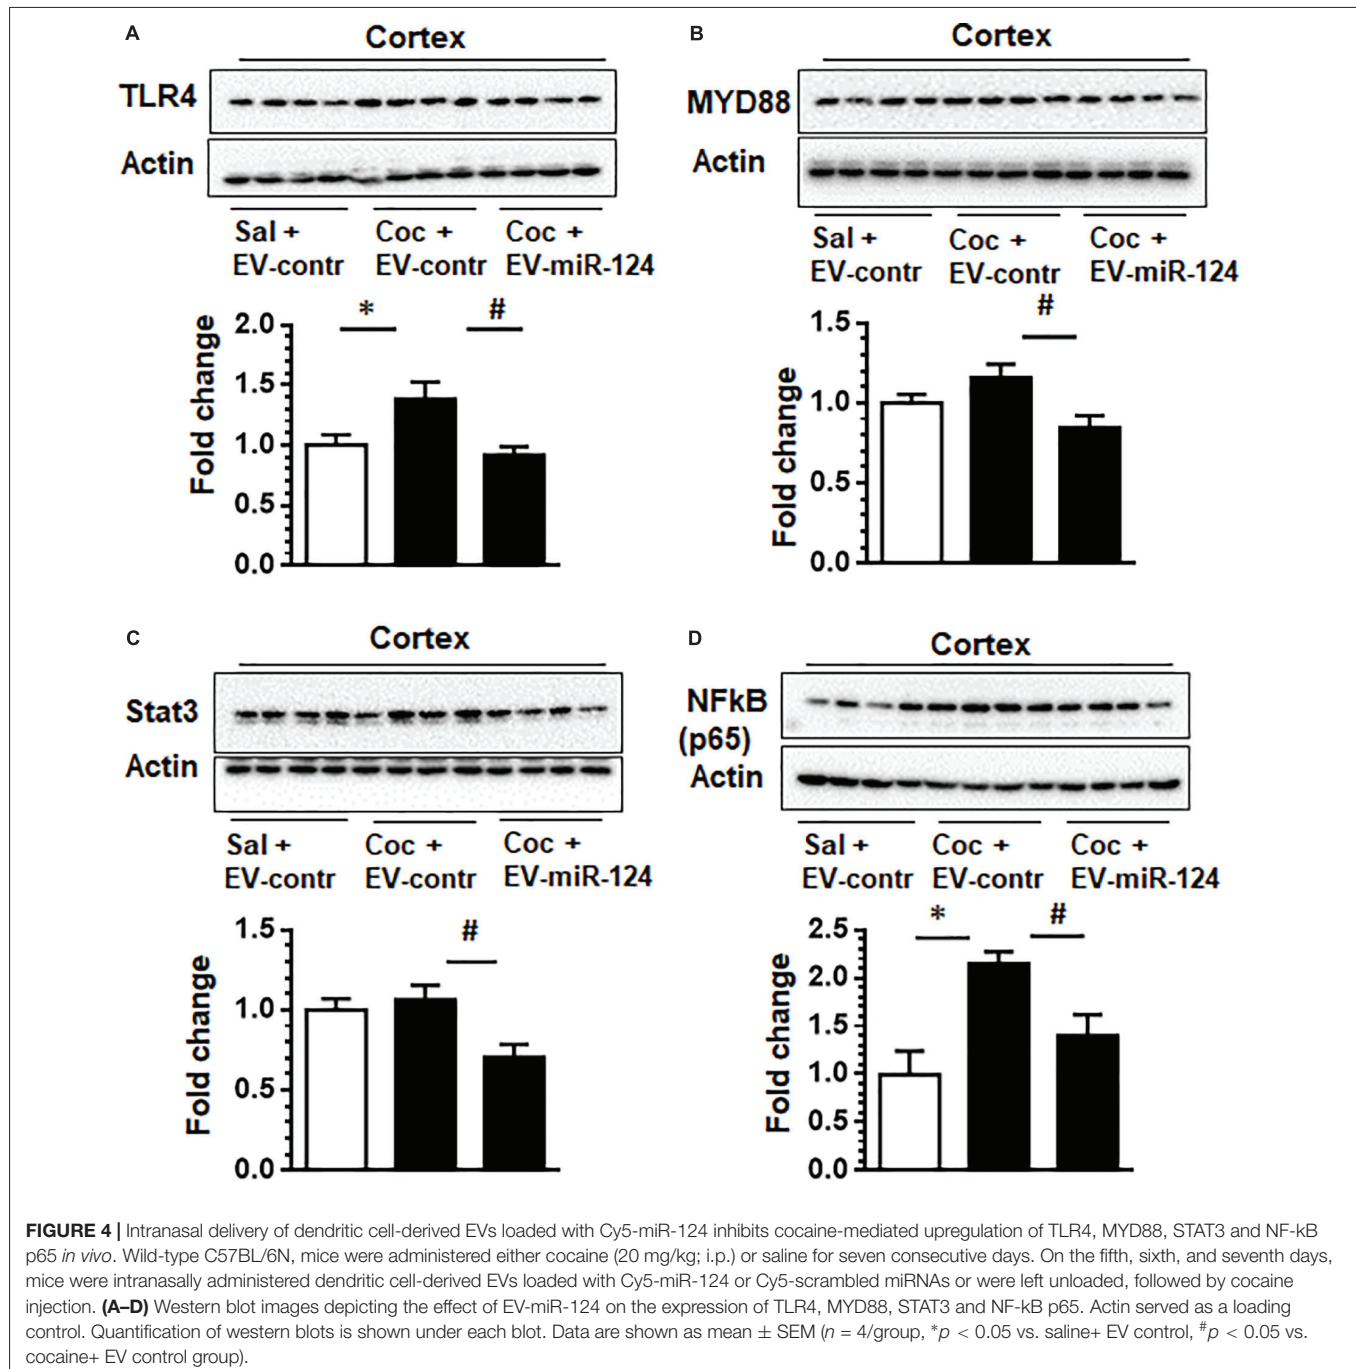 A
Cortex
TLR4
Actin
Sal +
EV-contr
Coc +
EV-contr
Coc +
EV-miR-124
* #
Fold change
2.0
1.5
1.0
0.5
0.0
B
Cortex
MYD88
Actin
Sal +
EV-contr
Coc +
EV-contr
Coc +
EV-miR-124
#
Fold change
1.5
1.0
0.5
0.0
C
Cortex
Stat3
Actin
Sal +
EV-contr
Coc +
EV-contr
Coc +
EV-miR-124
#
Fold change
1.5
1.0
0.5
0.0
D
Cortex
NFkB
(p65)
Actin
Sal +
EV-contr
Coc +
EV-contr
Coc +
EV-miR-124
* #
Fold change
2.5
2.0
1.5
1.0
0.5
0.0
FIGURE 4 | Intranasal delivery of dendritic cell-derived EVs loaded with Cy5-miR-124 inhibits cocaine-mediated upregulation of TLR4, MYD88, STAT3 and NF-kB
p65 in vivo. Wild-type C57BL/6N, mice were administered either cocaine (20 mg/kg; i.p.) or saline for seven consecutive days. On the fifth, sixth, and seventh days,
mice were intranasally administered dendritic cell-derived EVs loaded with Cy5-miR-124 or Cy5-scrambled miRNAs or were left unloaded, followed by cocaine
injection. (A–D) Western blot images depicting the effect of EV-miR-124 on the expression of TLR4, MYD88, STAT3 and NF-kB p65. Actin served as a loading
control. Quantification of western blots is shown under each blot. Data are shown as mean ± SEM (n = 4/group, *p < 0.05 vs. saline+ EV control, #p < 0.05 vs.
cocaine+ EV control group).